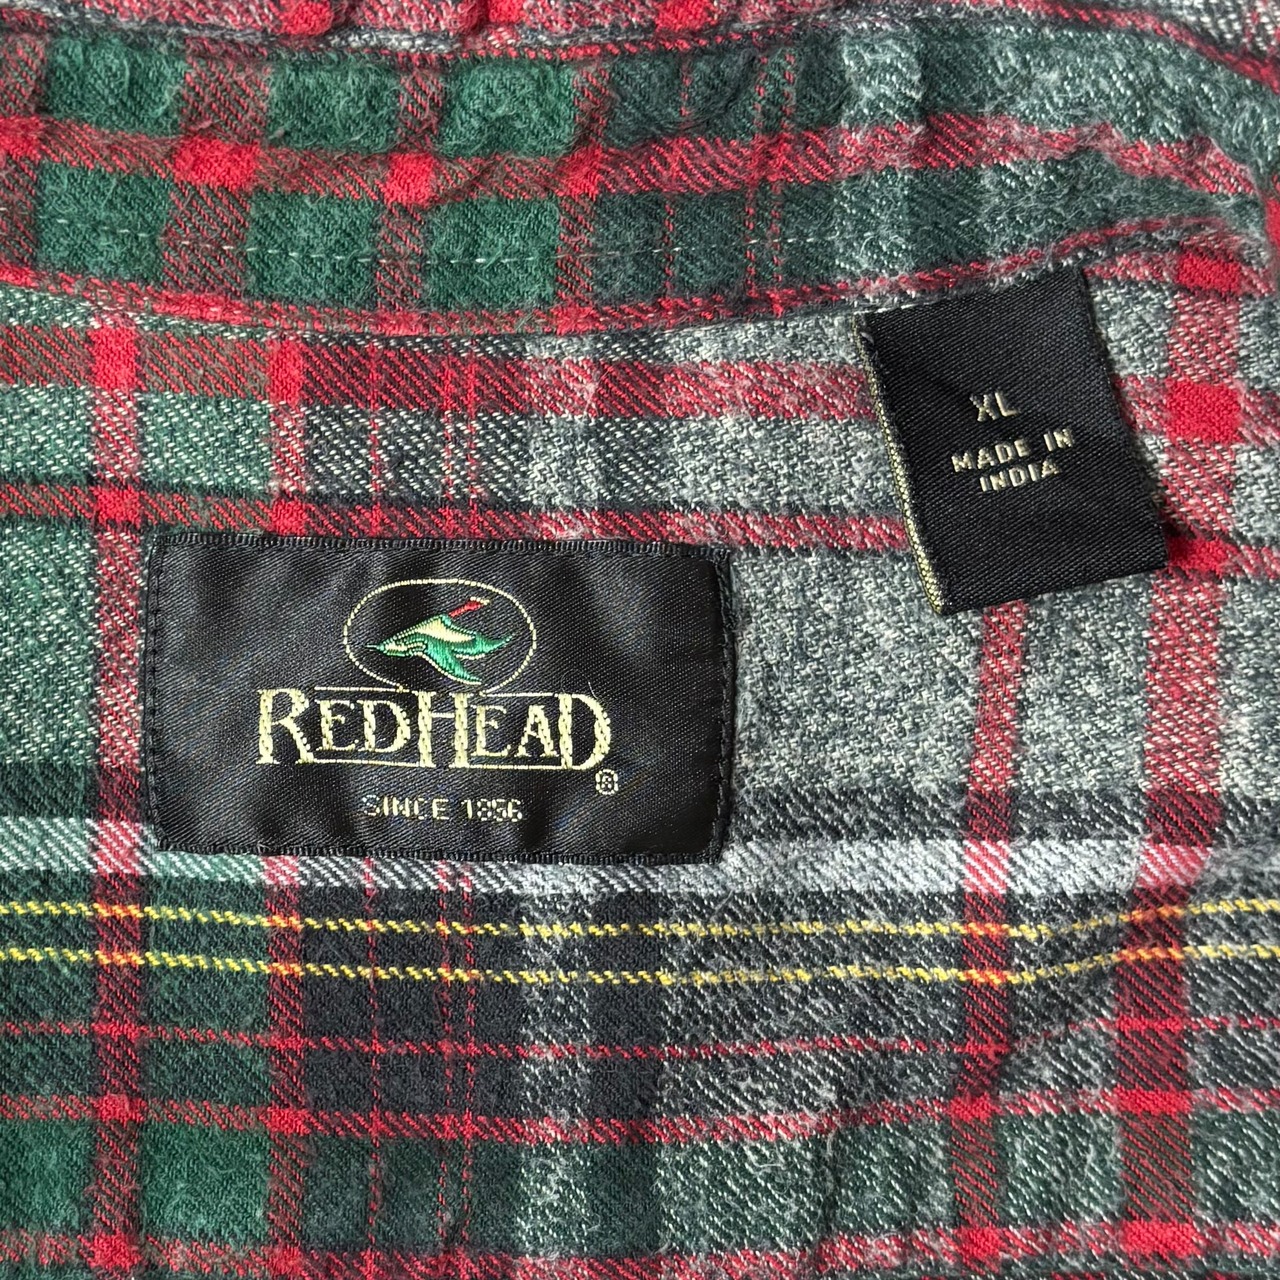 XL
MADE IN
INDIA
REDHEAD®
SINCE 1856